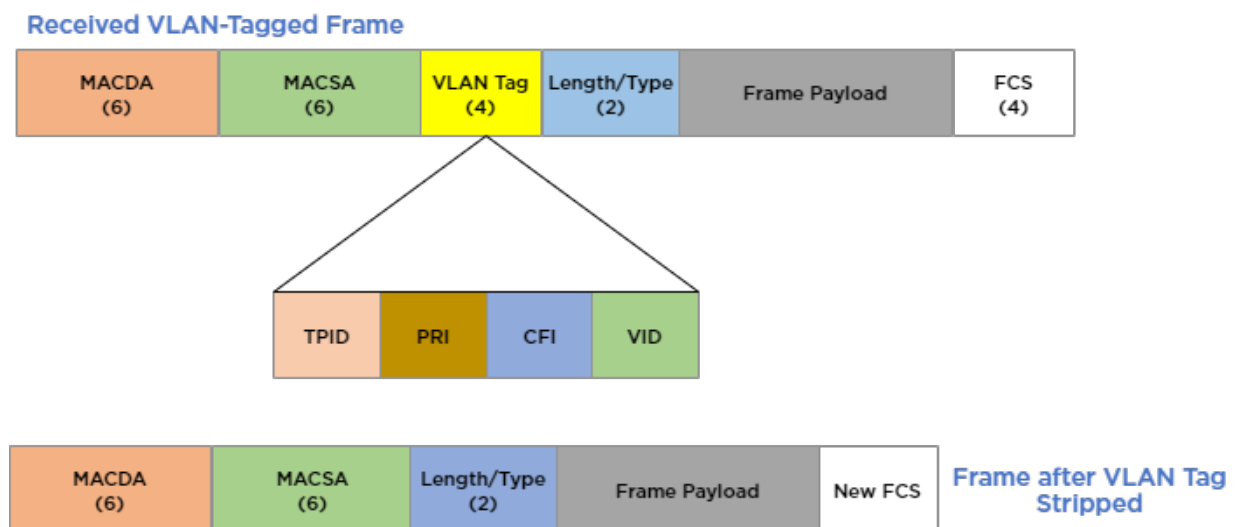 Received VLAN-Tagged Frame
MACDA
(6)
MACSA
(6)
VLAN Tag
(4)
Length/Type
(2)
Frame Payload
FCS
(4)
TPID
PRI
CFI
VID
MACDA
(6)
MACSA
(6)
Length/Type
(2)
Frame Payload
New FCS
Frame after VLAN Tag
Stripped